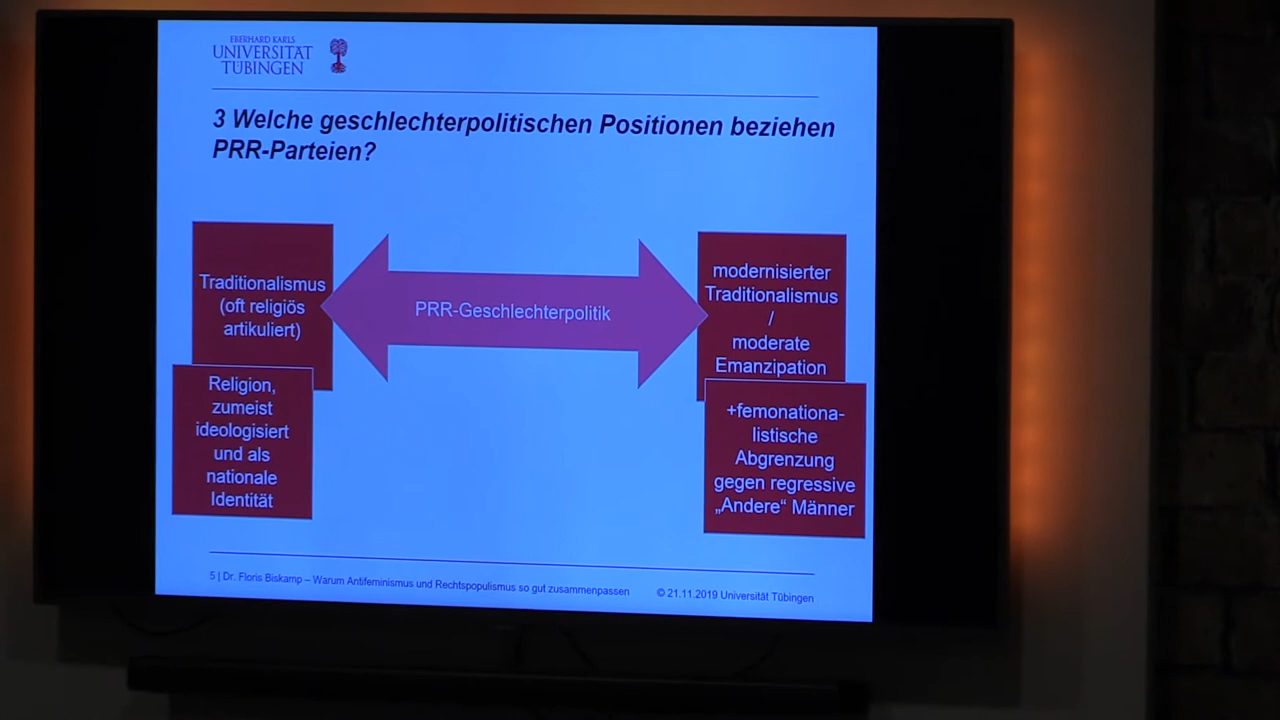 EBERHARD KARLS
UNIVERSITÄT
TÜBINGEN
3 Welche geschlechterpolitischen Positionen beziehen
PRR-Parteien?
Traditionalismus
(oft religiös
artikuliert)
Religion,
zumeist
ideologisiert
und als
nationale
Identität
PRR-Geschlechterpolitik
modernisierter
Traditionalismus
/
moderate
Emanzipation
+femonationa-
listische
Abgrenzung
gegen regressive
„Andere“ Männer
5 | Dr. Floris Biskamp – Warum Antifeminismus und Rechtspopulismus so gut zusammenpassen
© 21.11.2019 Universität Tübingen